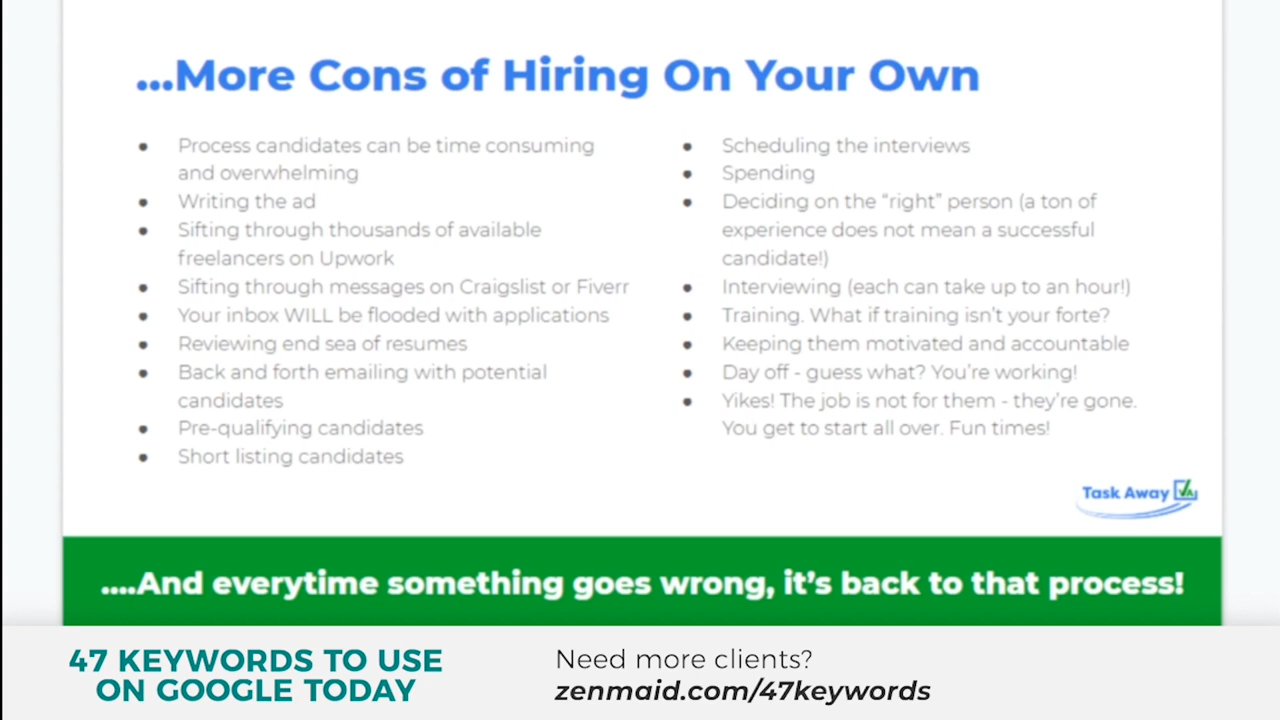 ...More Cons of Hiring On Your Own
● Process candidates can be time consuming
and overwhelming
● Writing the ad
● Sifting through thousands of available
freelancers on Upwork
● Sifting through messages on Craigslist or Fiverr
● Your inbox WILL be flooded with applications
● Reviewing end sea of resumes
● Back and forth emailing with potential
candidates
● Pre-qualifying candidates
● Short listing candidates
● Scheduling the interviews
● Spending
● Deciding on the “right” person (a ton of
experience does not mean a successful
candidate!)
● Interviewing (each can take up to an hour!)
● Training. What if training isn’t your forte?
● Keeping them motivated and accountable
● Day off - guess what? You’re working!
● Yikes! The job is not for them - they’re gone.
You get to start all over. Fun times!
Task Away VA
....And everytime something goes wrong, it’s back to that process!
47 KEYWORDS TO USE
ON GOOGLE TODAY
Need more clients?
zenmaid.com/47keywords